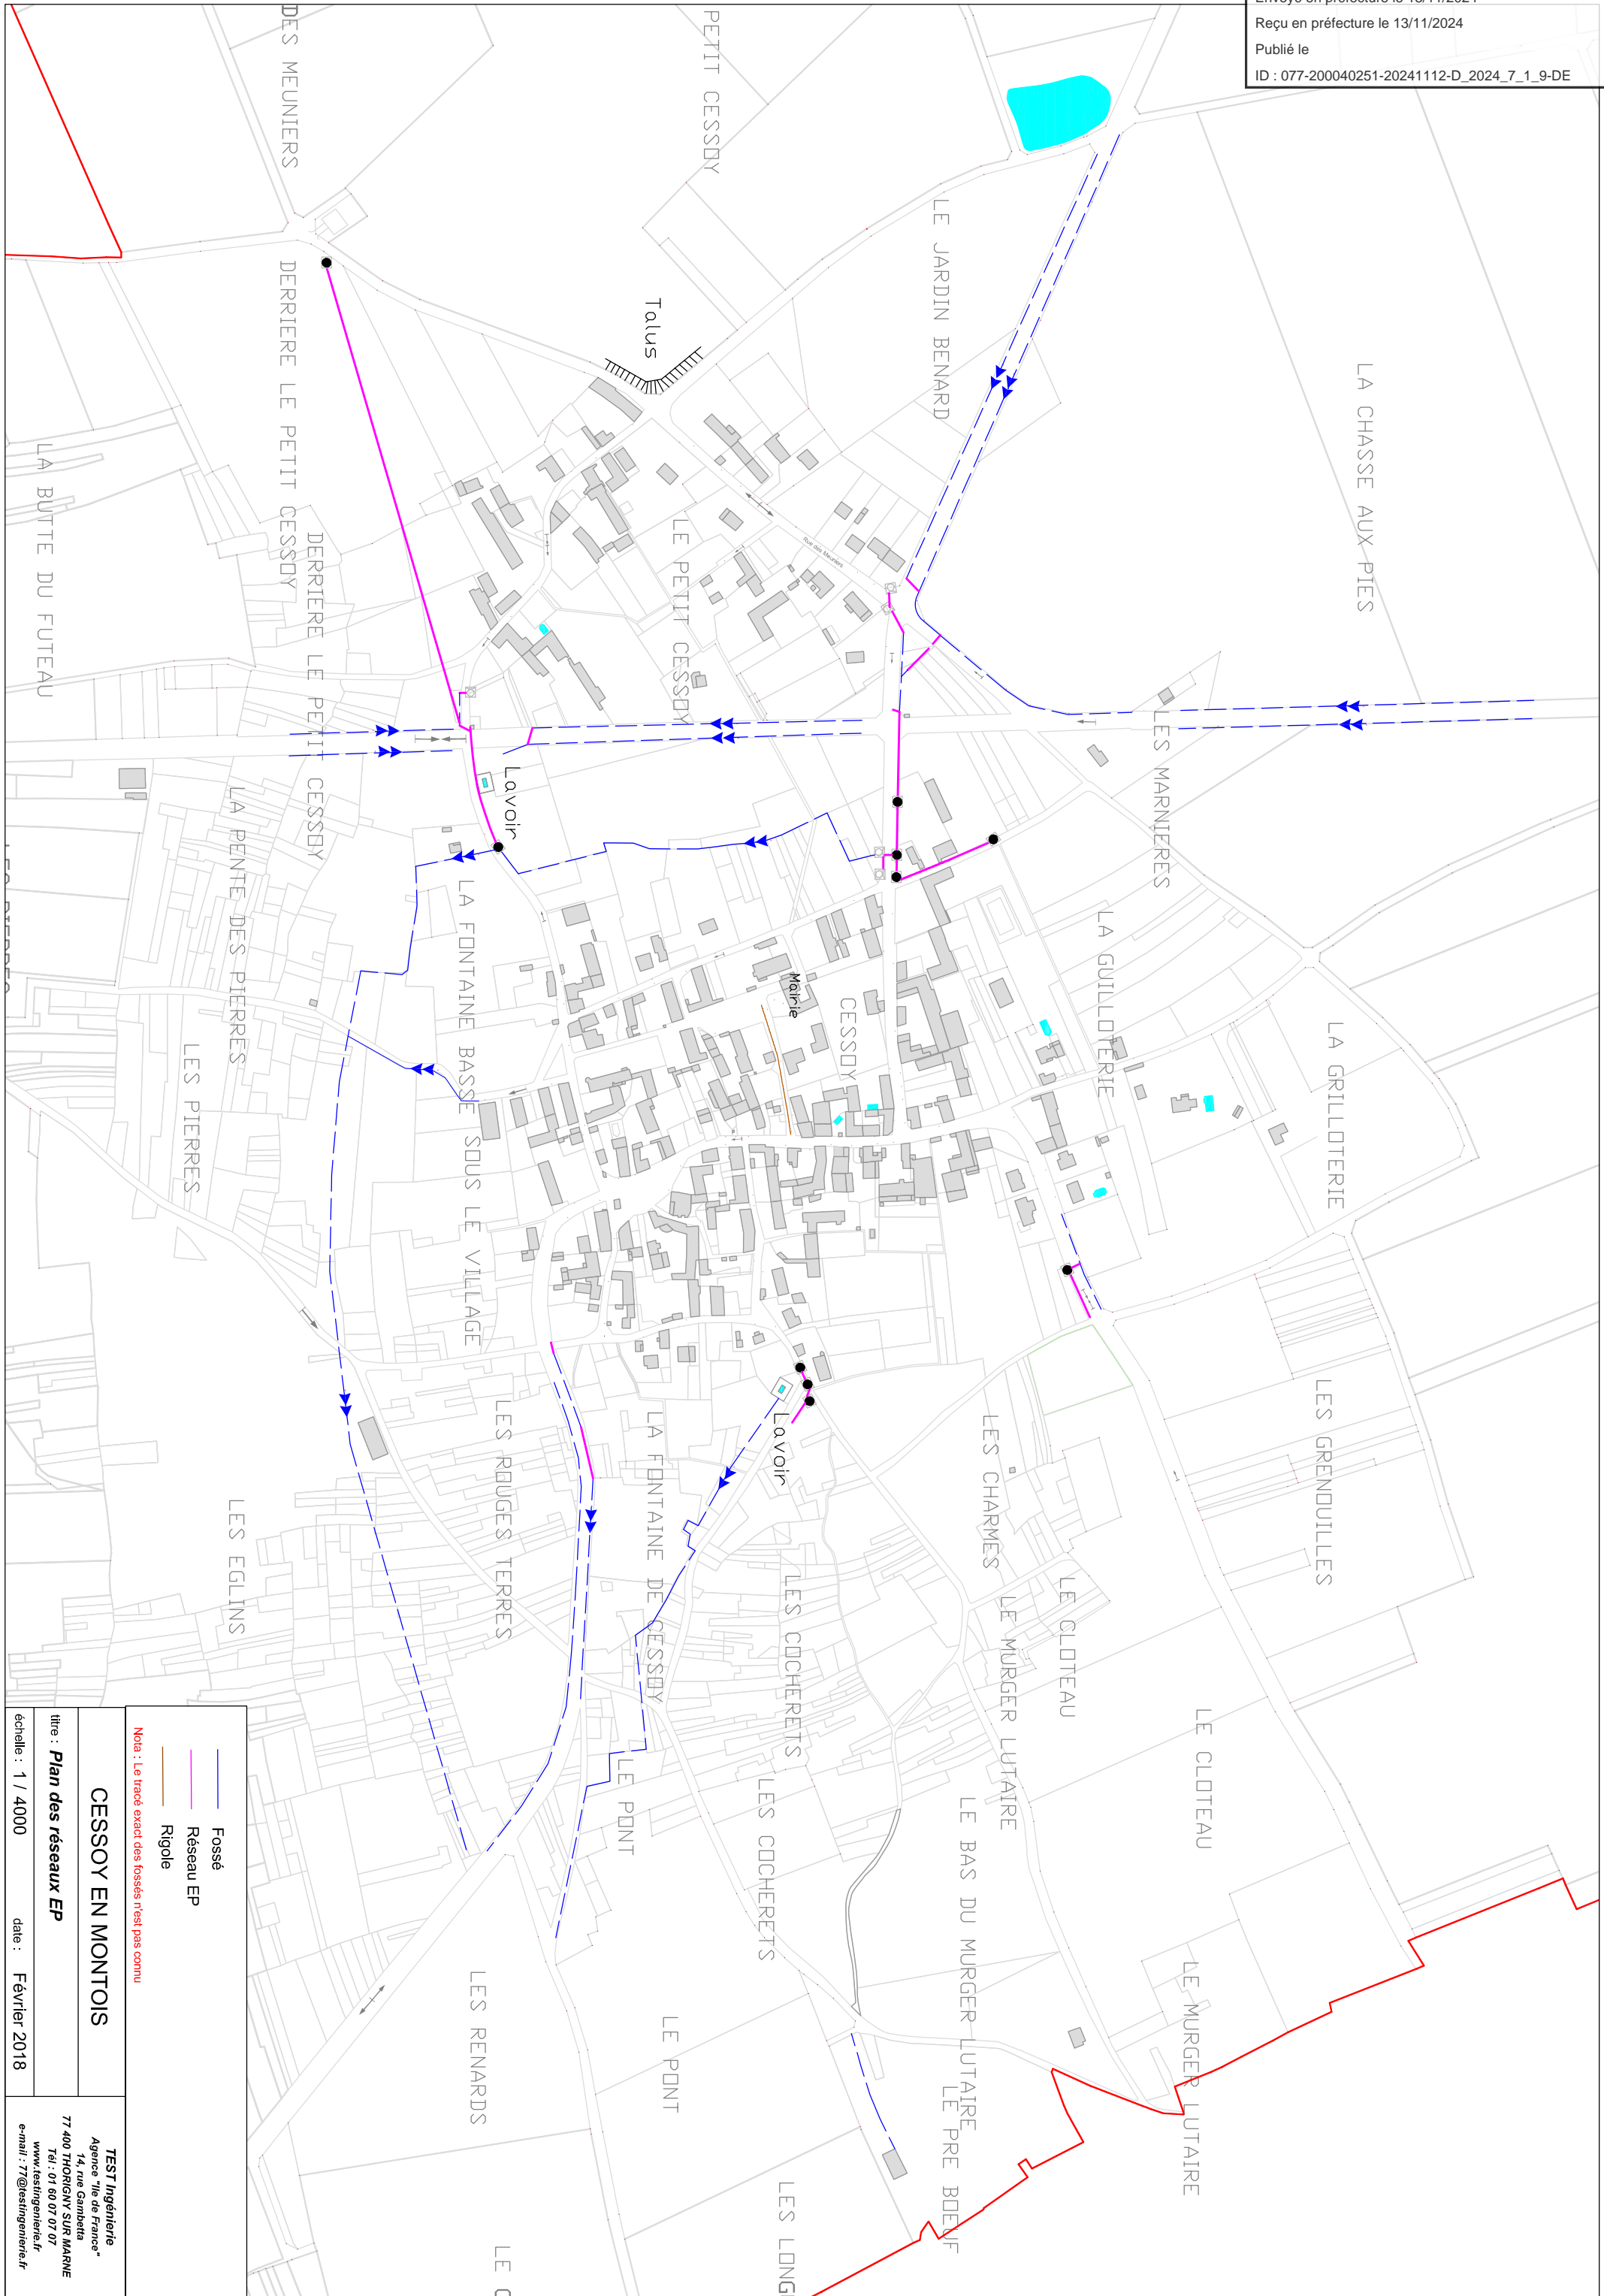 Reçu en préfecture le 13/11/2024
Publié le
ID : 077-200040251-20241112-D_2024_7_1_9-DE
DES MEUNIERS
PETIT CESSOY
LE JARDIN BENARD
LA CHASSE AUX PIES
DERRIERE LE PETIT CESSOY
Talus
LA BUTTE DU FUTEAU
DERRIERE LE PETIT CESSOY
LE PETIT CESSOY
Rue des Meuniers
LES MARNIERES
Lavoir
LA PENTE DES PIERRES
LA FONTAINE BASSE
SOUS LE VILLAGE
Mairie
CESSOY
LA GUILLOTERIE
LA GRILLOTERIE
LES PIERRES
LES GRENOUILLES
Lavoir
LES ROUGES TERRES
LA FONTAINE DE CESSOY
LES CHARMES
LES EGLINS
LES COCHERETS
LE MURGER LUTAIRE
LE CLOTEAU
LE CLOTEAU
LE PONT
LES COCHERETS
LE BAS DU MURGER LUTAIRE
LES RENARDS
LE PONT
LE MURGER LUTAIRE
LE PRE BOEUF
LES LONG
Fossé
Réseau EP
Rigole
Nota : Le tracé exact des fossés n'est pas connu
CESSOY EN MONTOIS
titre : Plan des réseaux EP
échelle : 1 / 4000 date : Février 2018
TEST Ingénierie
Agence "Ile de France"
14, rue Gambetta
77 400 THORIGNY SUR MARNE
Tél : 01 60 07 07 07
www.testingenierie.fr
e-mail : 77@testingenierie.fr